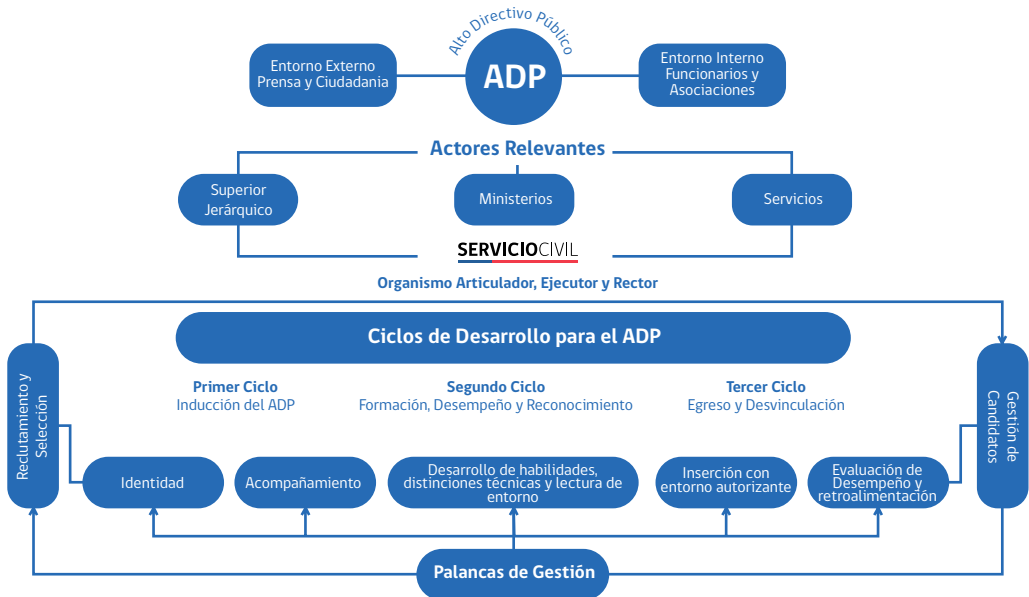 Alto Directivo Público
ADP
Entorno Externo
Prensa y Ciudadania
Entorno Interno
Funcionarios y
Asociaciones
Actores Relevantes
Superior
Jerárquico
Ministerios
Servicios
SERVICIOCIVIL
Organismo Articulador, Ejecutor y Rector
Ciclos de Desarrollo para el ADP
Reclutamiento y
Selección
Primer Ciclo
Inducción del ADP
Segundo Ciclo
Formación, Desempeño y Reconocimiento
Tercer Ciclo
Egreso y Desvinculación
Gestión de
Candidatos
Identidad
Acompañamiento
Desarrollo de habilidades,
distinciones técnicas y lectura de
entorno
Inserción con
entorno autorizante
Evaluación de
Desempeño y
retroalimentación
Palancas de Gestión